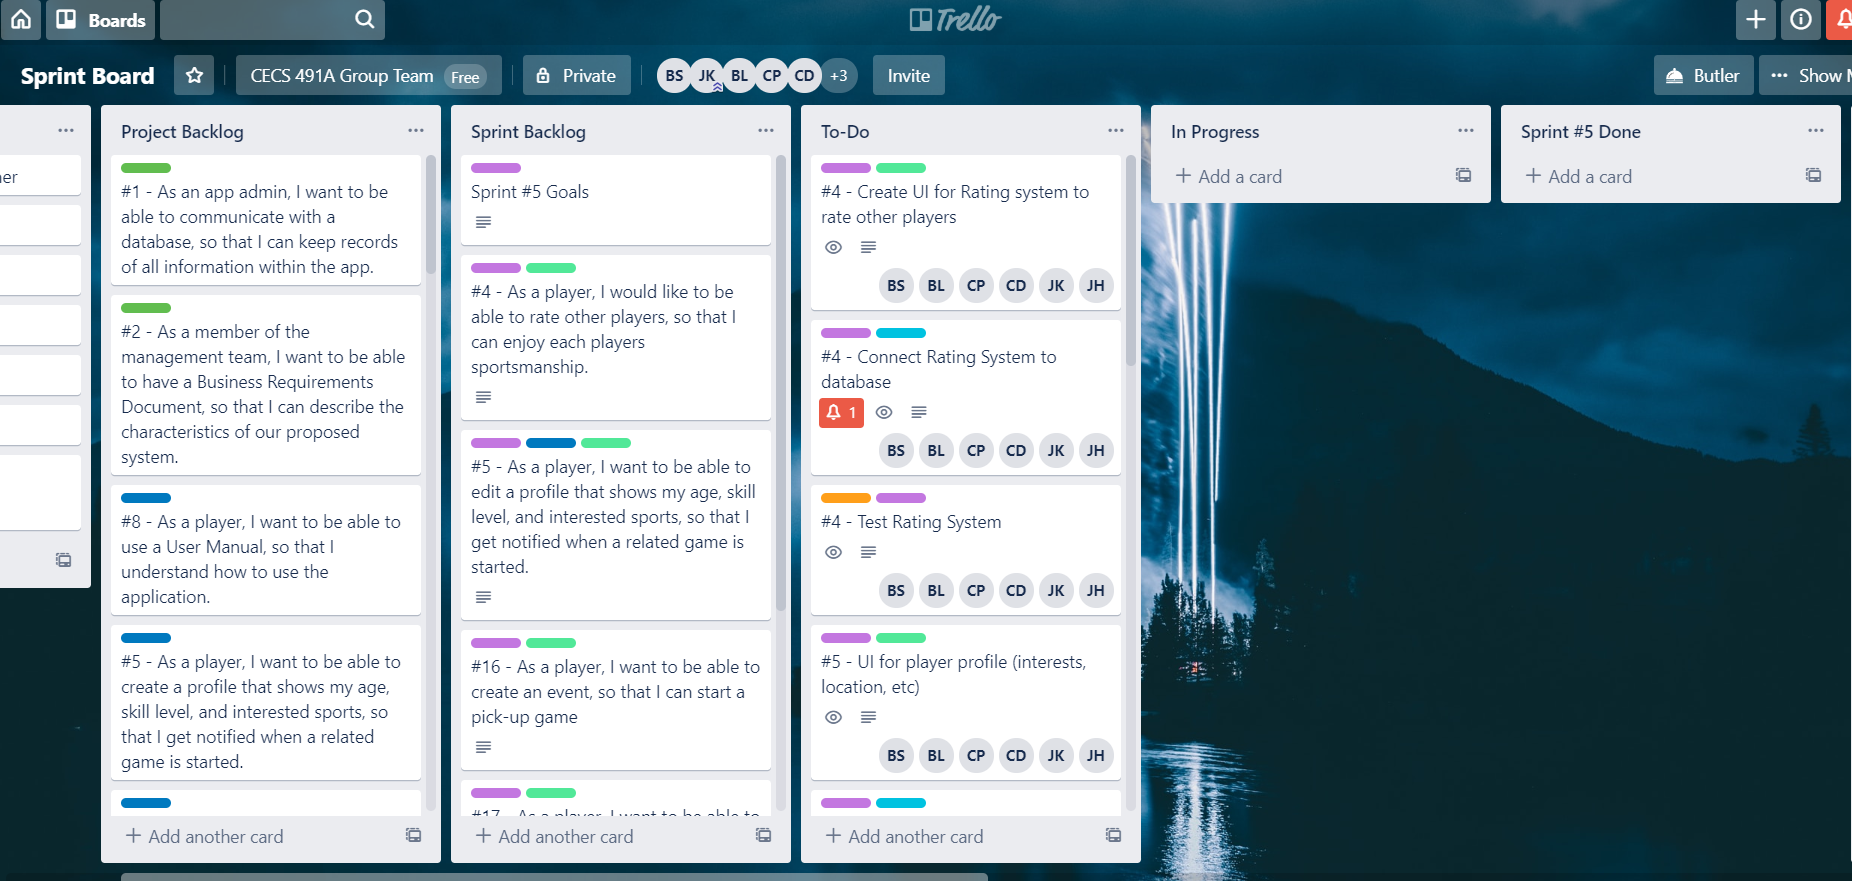 Boards
Trello
Sprint Board
CECS 491A Group Team Free
Private
BS JK BL CP CD +3
Invite
Butler
Show
Project Backlog
#1 - As an app admin, I want to be
able to communicate with a
database, so that I can keep records
of all information within the app.
#2 - As a member of the
management team, I want to be able
to have a Business Requirements
Document, so that I can describe the
characteristics of our proposed
system.
#8 - As a player, I want to be able to
use a User Manual, so that I
understand how to use the
application.
#5 - As a player, I want to be able to
create a profile that shows my age,
skill level, and interested sports, so
that I get notified when a related
game is started.
+ Add another card
Sprint Backlog
Sprint #5 Goals
#4 - As a player, I would like to be
able to rate other players, so that I
can enjoy each players
sportsmanship.
#5 - As a player, I want to be able to
edit a profile that shows my age, skill
level, and interested sports, so that I
get notified when a related game is
started.
#16 - As a player, I want to be able to
create an event, so that I can start a
pick-up game
#17 - As a player, I want to be able to
+ Add another card
To-Do
#4 - Create UI for Rating system to
rate other players
BS BL CP CD JK JH
#4 - Connect Rating System to
database
1
BS BL CP CD JK JH
#4 - Test Rating System
BS BL CP CD JK JH
#5 - UI for player profile (interests,
location, etc)
BS BL CP CD JK JH
+ Add another card
In Progress
+ Add a card
Sprint #5 Done
+ Add a card